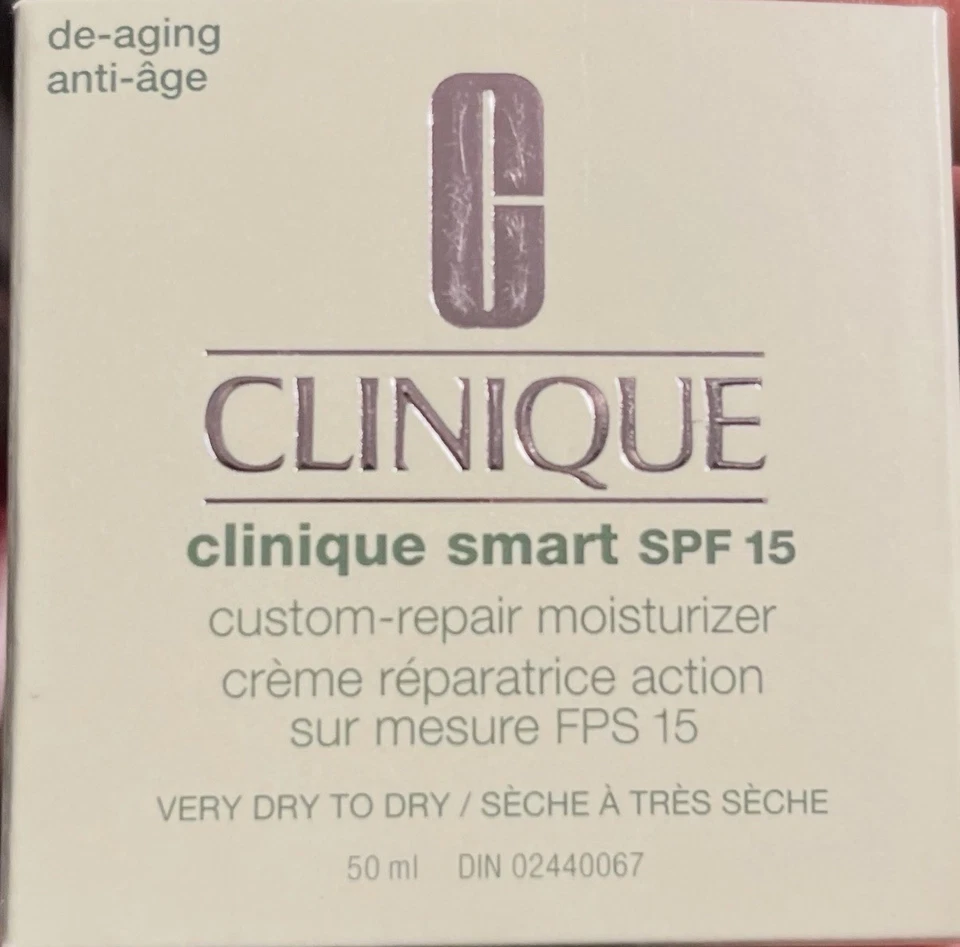 de-aging
anti-âge
C
CLINIQUE
clinique smart SPF 15
custom-repair moisturizer
crème réparatrice action
sur mesure FPS 15
VERY DRY TO DRY / SÈCHE À TRÈS SÈCHE
50 ml DIN 02440067